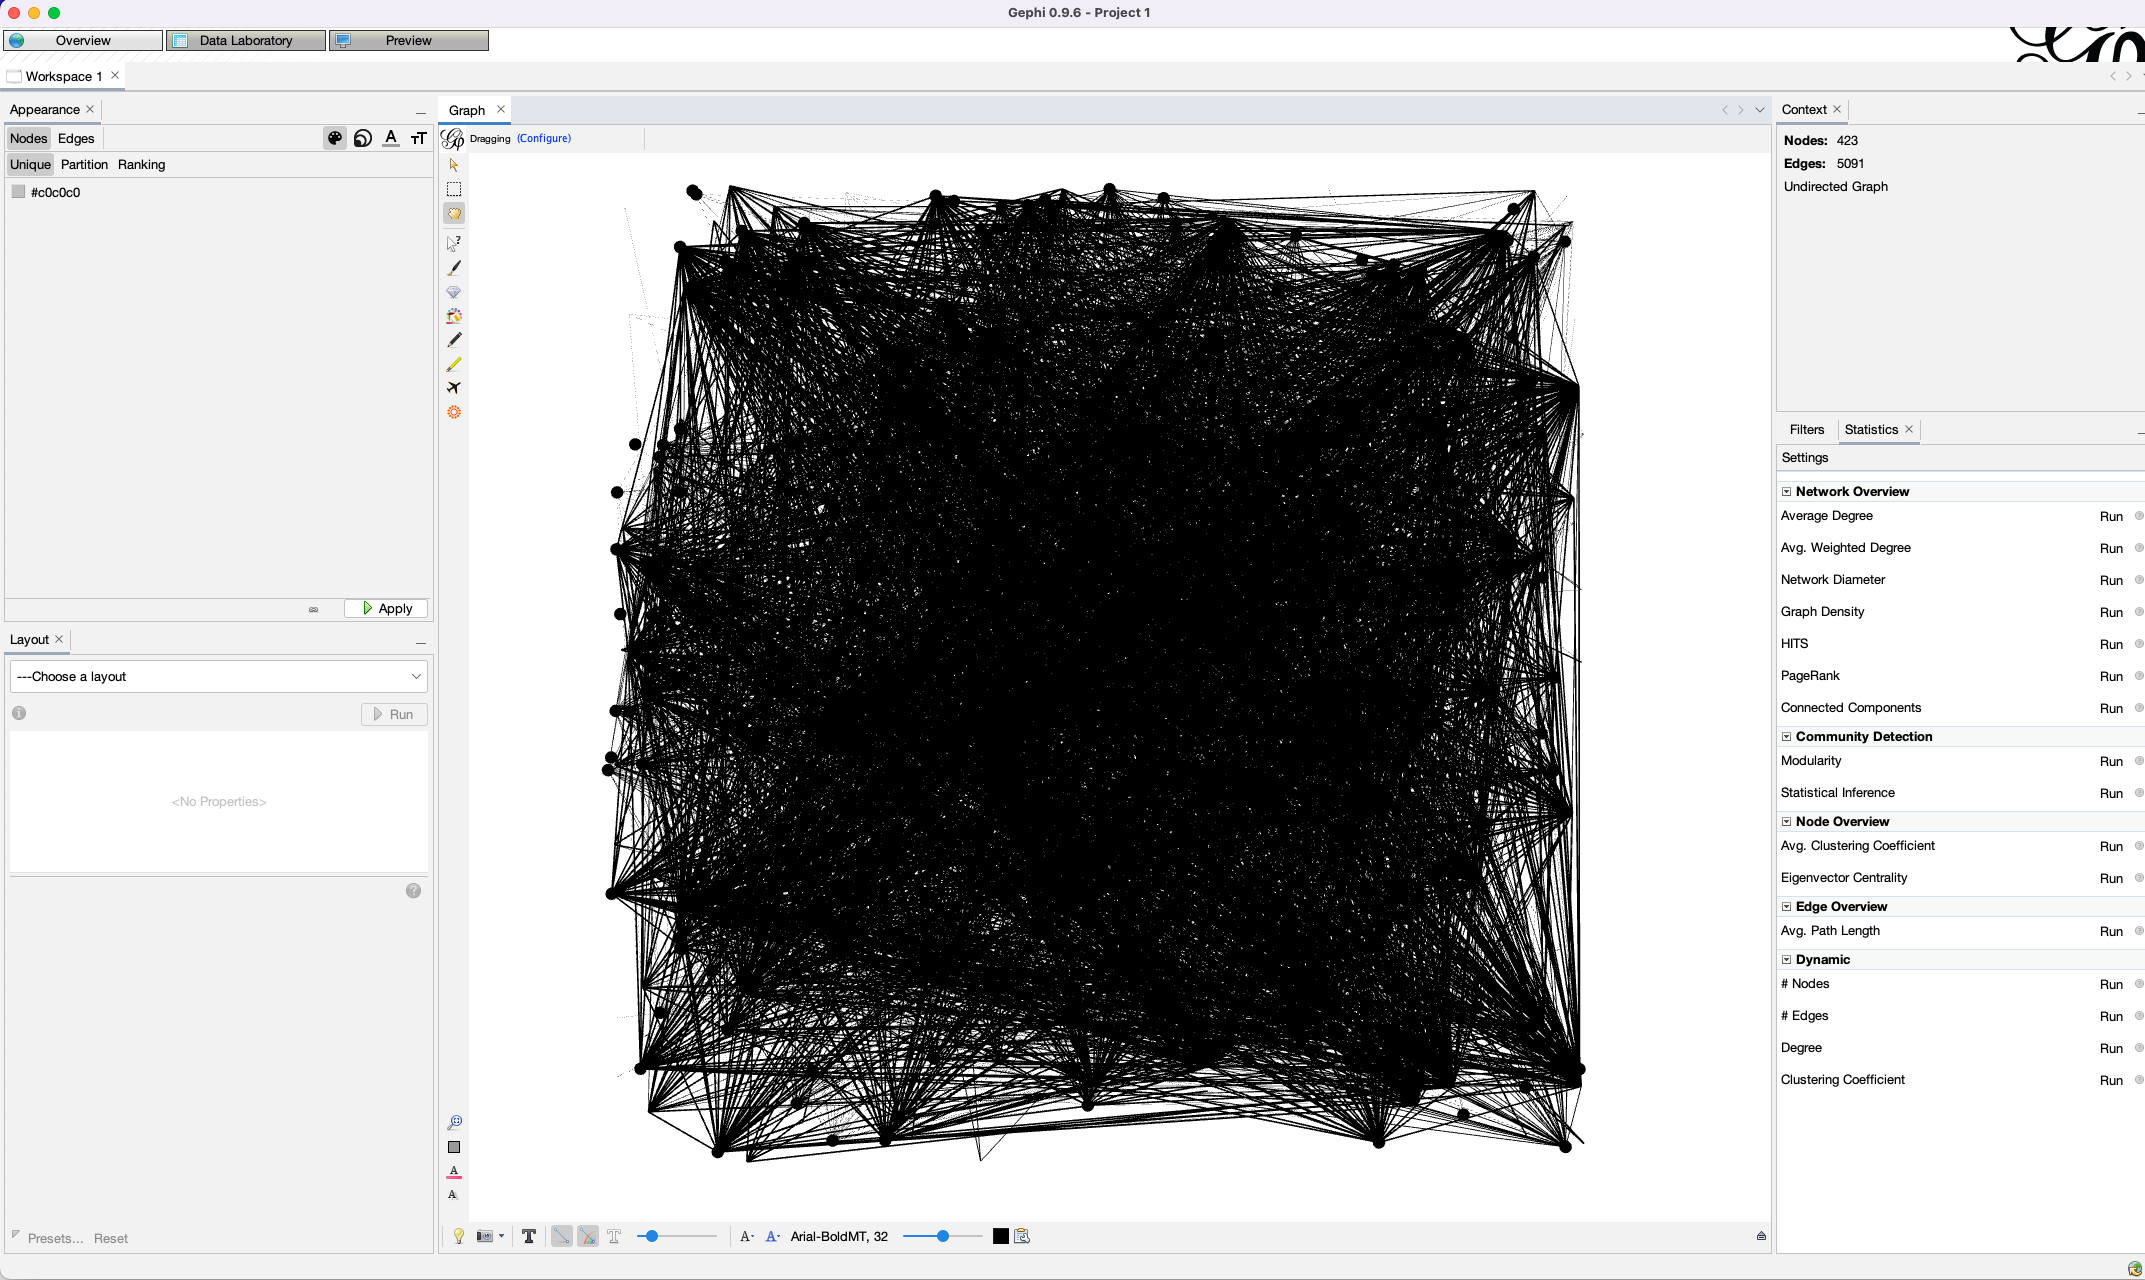 Gephi 0.9.6 - Project 1
Overview
Data Laboratory
Preview
Workspace 1
Appearance
Nodes
Edges
Unique
Partition
Ranking
#c0c0c0
Apply
Layout
---Choose a layout
Run
<No Properties>
Presets...
Reset
Graph
Dragging
(Configure)
Arial-BoldMT, 32
Context
Nodes: 423
Edges: 5091
Undirected Graph
Filters
Statistics
Settings
Network Overview
Average Degree Run
Avg. Weighted Degree Run
Network Diameter Run
Graph Density Run
HITS Run
PageRank Run
Connected Components Run
Community Detection
Modularity Run
Statistical Inference Run
Node Overview
Avg. Clustering Coefficient Run
Eigenvector Centrality Run
Edge Overview
Avg. Path Length Run
Dynamic
# Nodes Run
# Edges Run
Degree Run
Clustering Coefficient Run